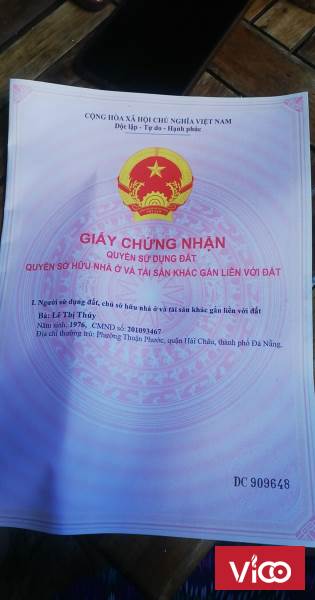 CỘNG HÒA XÃ HỘI CHỦ NGHĨA VIỆT NAM
Độc lập - Tự do - Hạnh phúc
GIẤY CHỨNG NHẬN
QUYỀN SỬ DỤNG ĐẤT
QUYỀN SỞ HỮU NHÀ Ở VÀ TÀI SẢN KHÁC GẮN LIỀN VỚI ĐẤT
I. Người sử dụng đất, chủ sở hữu nhà ở và tài sản khác gắn liền với đất
Bà: Lê Thị Thúy
Năm sinh: 1976, CMND số: 201093467
Địa chỉ thường trú: Phường Thuận Phước, quận Hải Châu, thành phố Đà Nẵng.
DC 909648
Vico